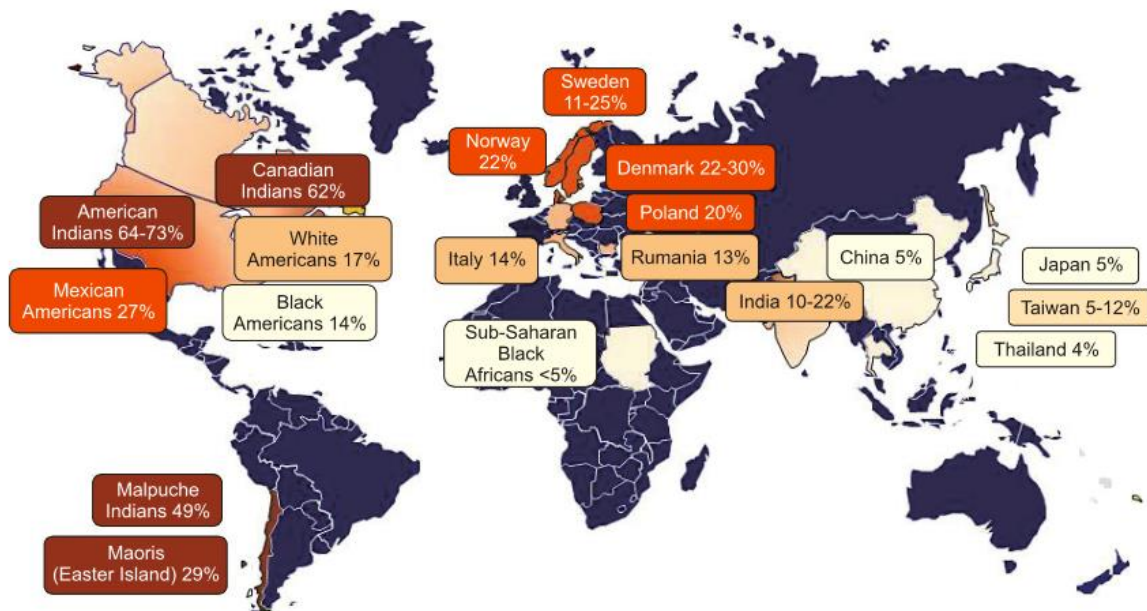 Sweden
11-25%
Norway
22%
Denmark 22-30%
Canadian
Indians 62%
American
Indians 64-73%
White
Americans 17%
Poland 20%
Italy 14%
Rumania 13%
China 5%
Japan 5%
Mexican
Americans 27%
Black
Americans 14%
India 10-22%
Taiwan 5-12%
Sub-Saharan
Black
Africans <5%
Thailand 4%
Malpuche
Indians 49%
Maoris
(Easter Island) 29%